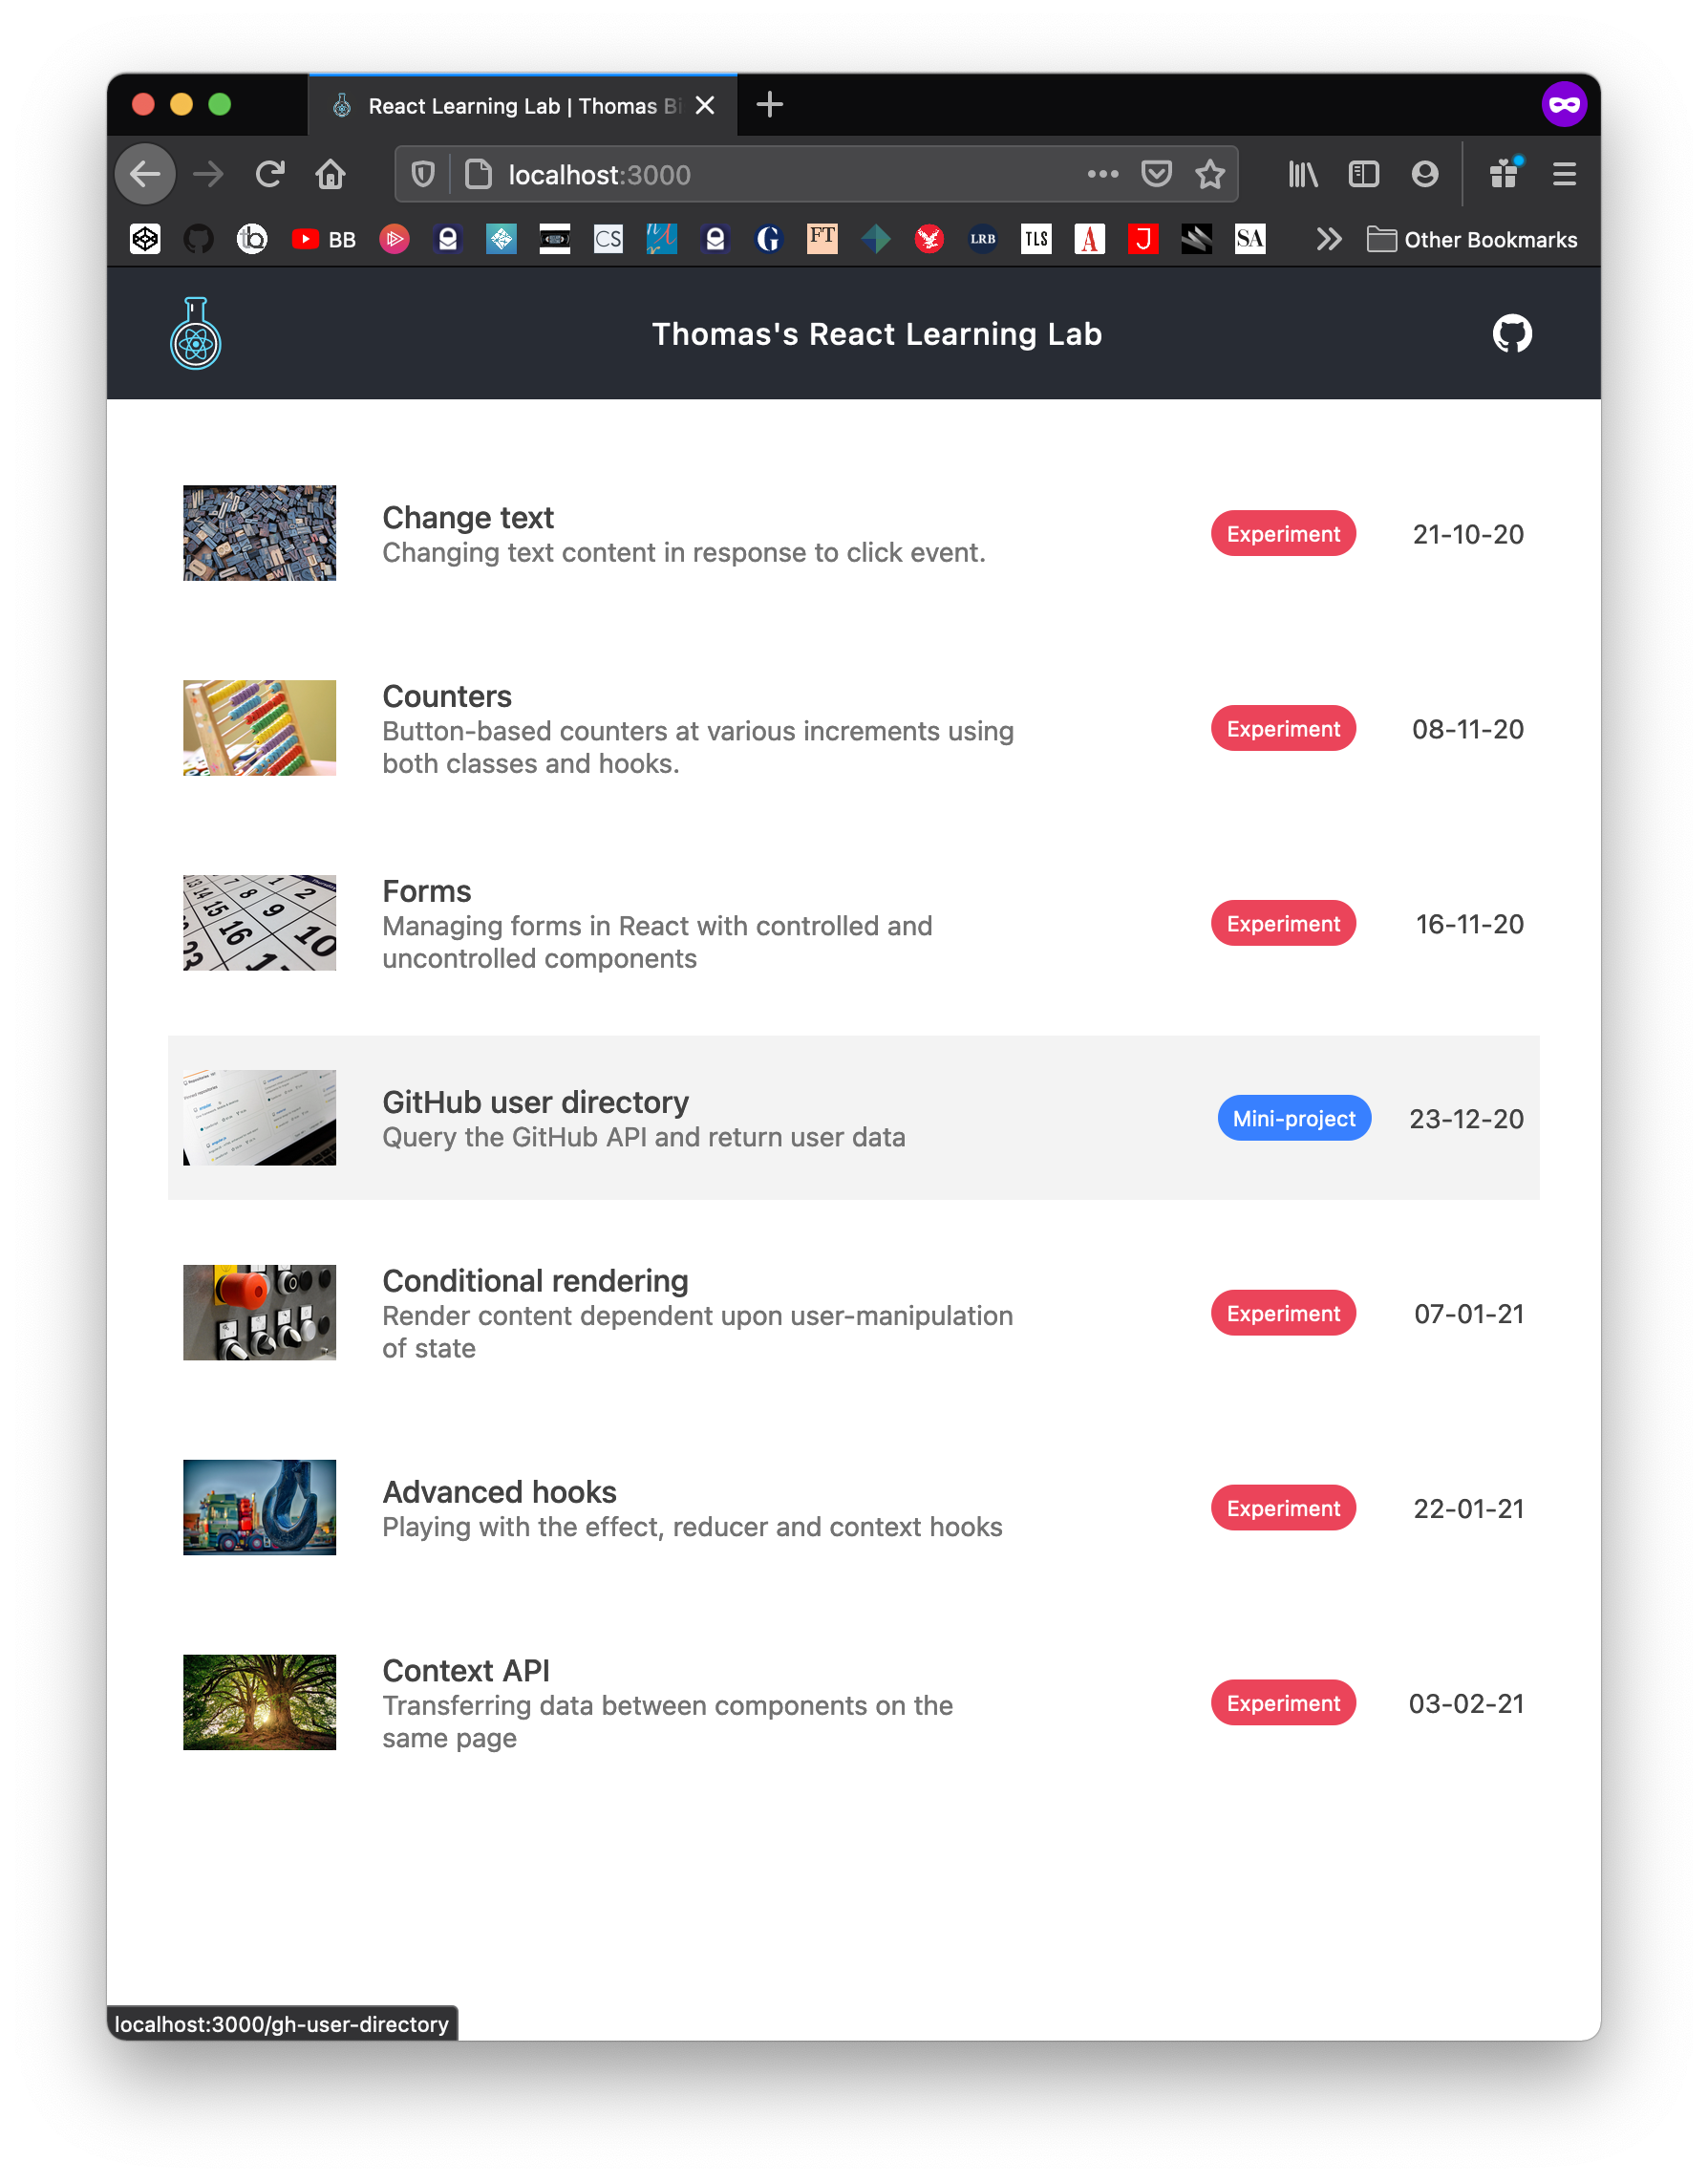 React Learning Lab | Thomas Bi
localhost:3000
BB
CS
FT
LRB
TLS
A
J
SA
Other Bookmarks
Thomas's React Learning Lab
Change text
Changing text content in response to click event.
Experiment
21-10-20
Counters
Button-based counters at various increments using
both classes and hooks.
Experiment
08-11-20
Forms
Managing forms in React with controlled and
uncontrolled components
Experiment
16-11-20
GitHub user directory
Query the GitHub API and return user data
Mini-project
23-12-20
Conditional rendering
Render content dependent upon user-manipulation
of state
Experiment
07-01-21
Advanced hooks
Playing with the effect, reducer and context hooks
Experiment
22-01-21
Context API
Transferring data between components on the
same page
Experiment
03-02-21
localhost:3000/gh-user-directory